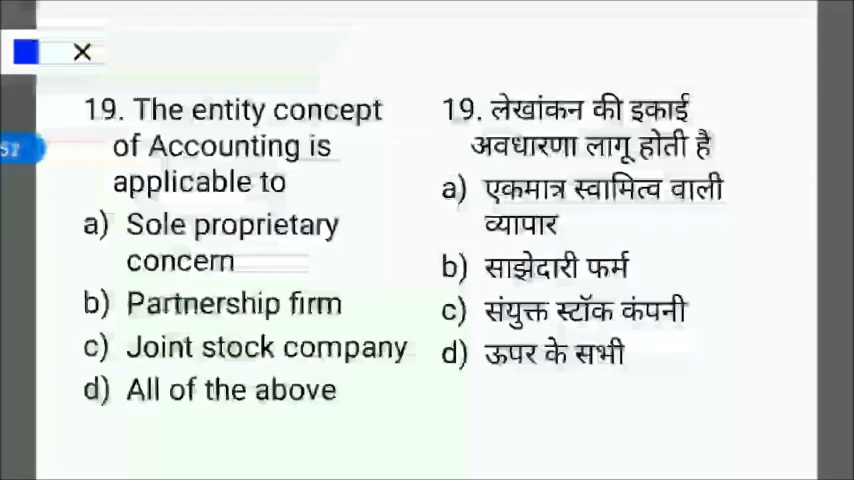 19. The entity concept
of Accounting is
applicable to
a) Sole proprietary
concern
b) Partnership firm
c) Joint stock company
d) All of the above
19. लेखांकन की इकाई
अवधारणा लागू होती है
a) एकमात्र स्वामित्व वाली
व्यापार
b) साझेदारी फर्म
c) संयुक्त स्टॉक कंपनी
d) ऊपर के सभी
57